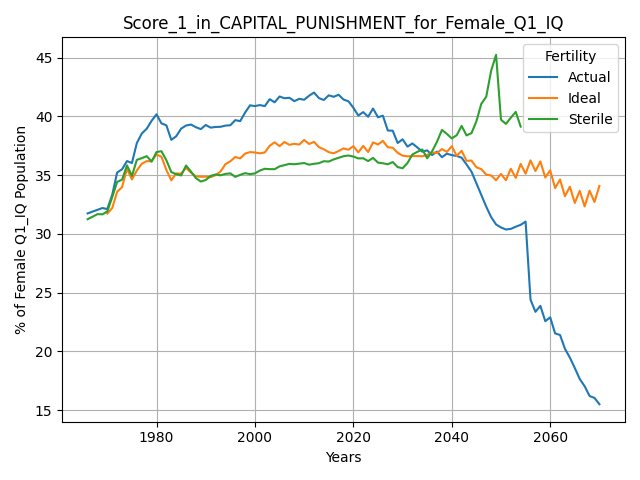 Score_1_in_CAPITAL_PUNISHMENT_for_Female_Q1_IQ
% of Female Q1_IQ Population
45
40
35
30
25
20
15
Fertility
Actual
Ideal
Sterile
1980 2000 2020 2040 2060
Years